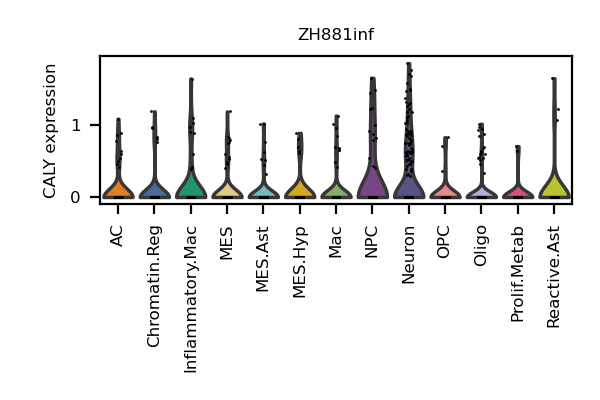 ZH881inf
CALY expression
1
0
AC
Chromatin.Reg
Inflammatory.Mac
MES
MES.Ast
MES.Hyp
Mac
NPC
Neuron
OPC
Oligo
Prolif.Metab
Reactive.Ast